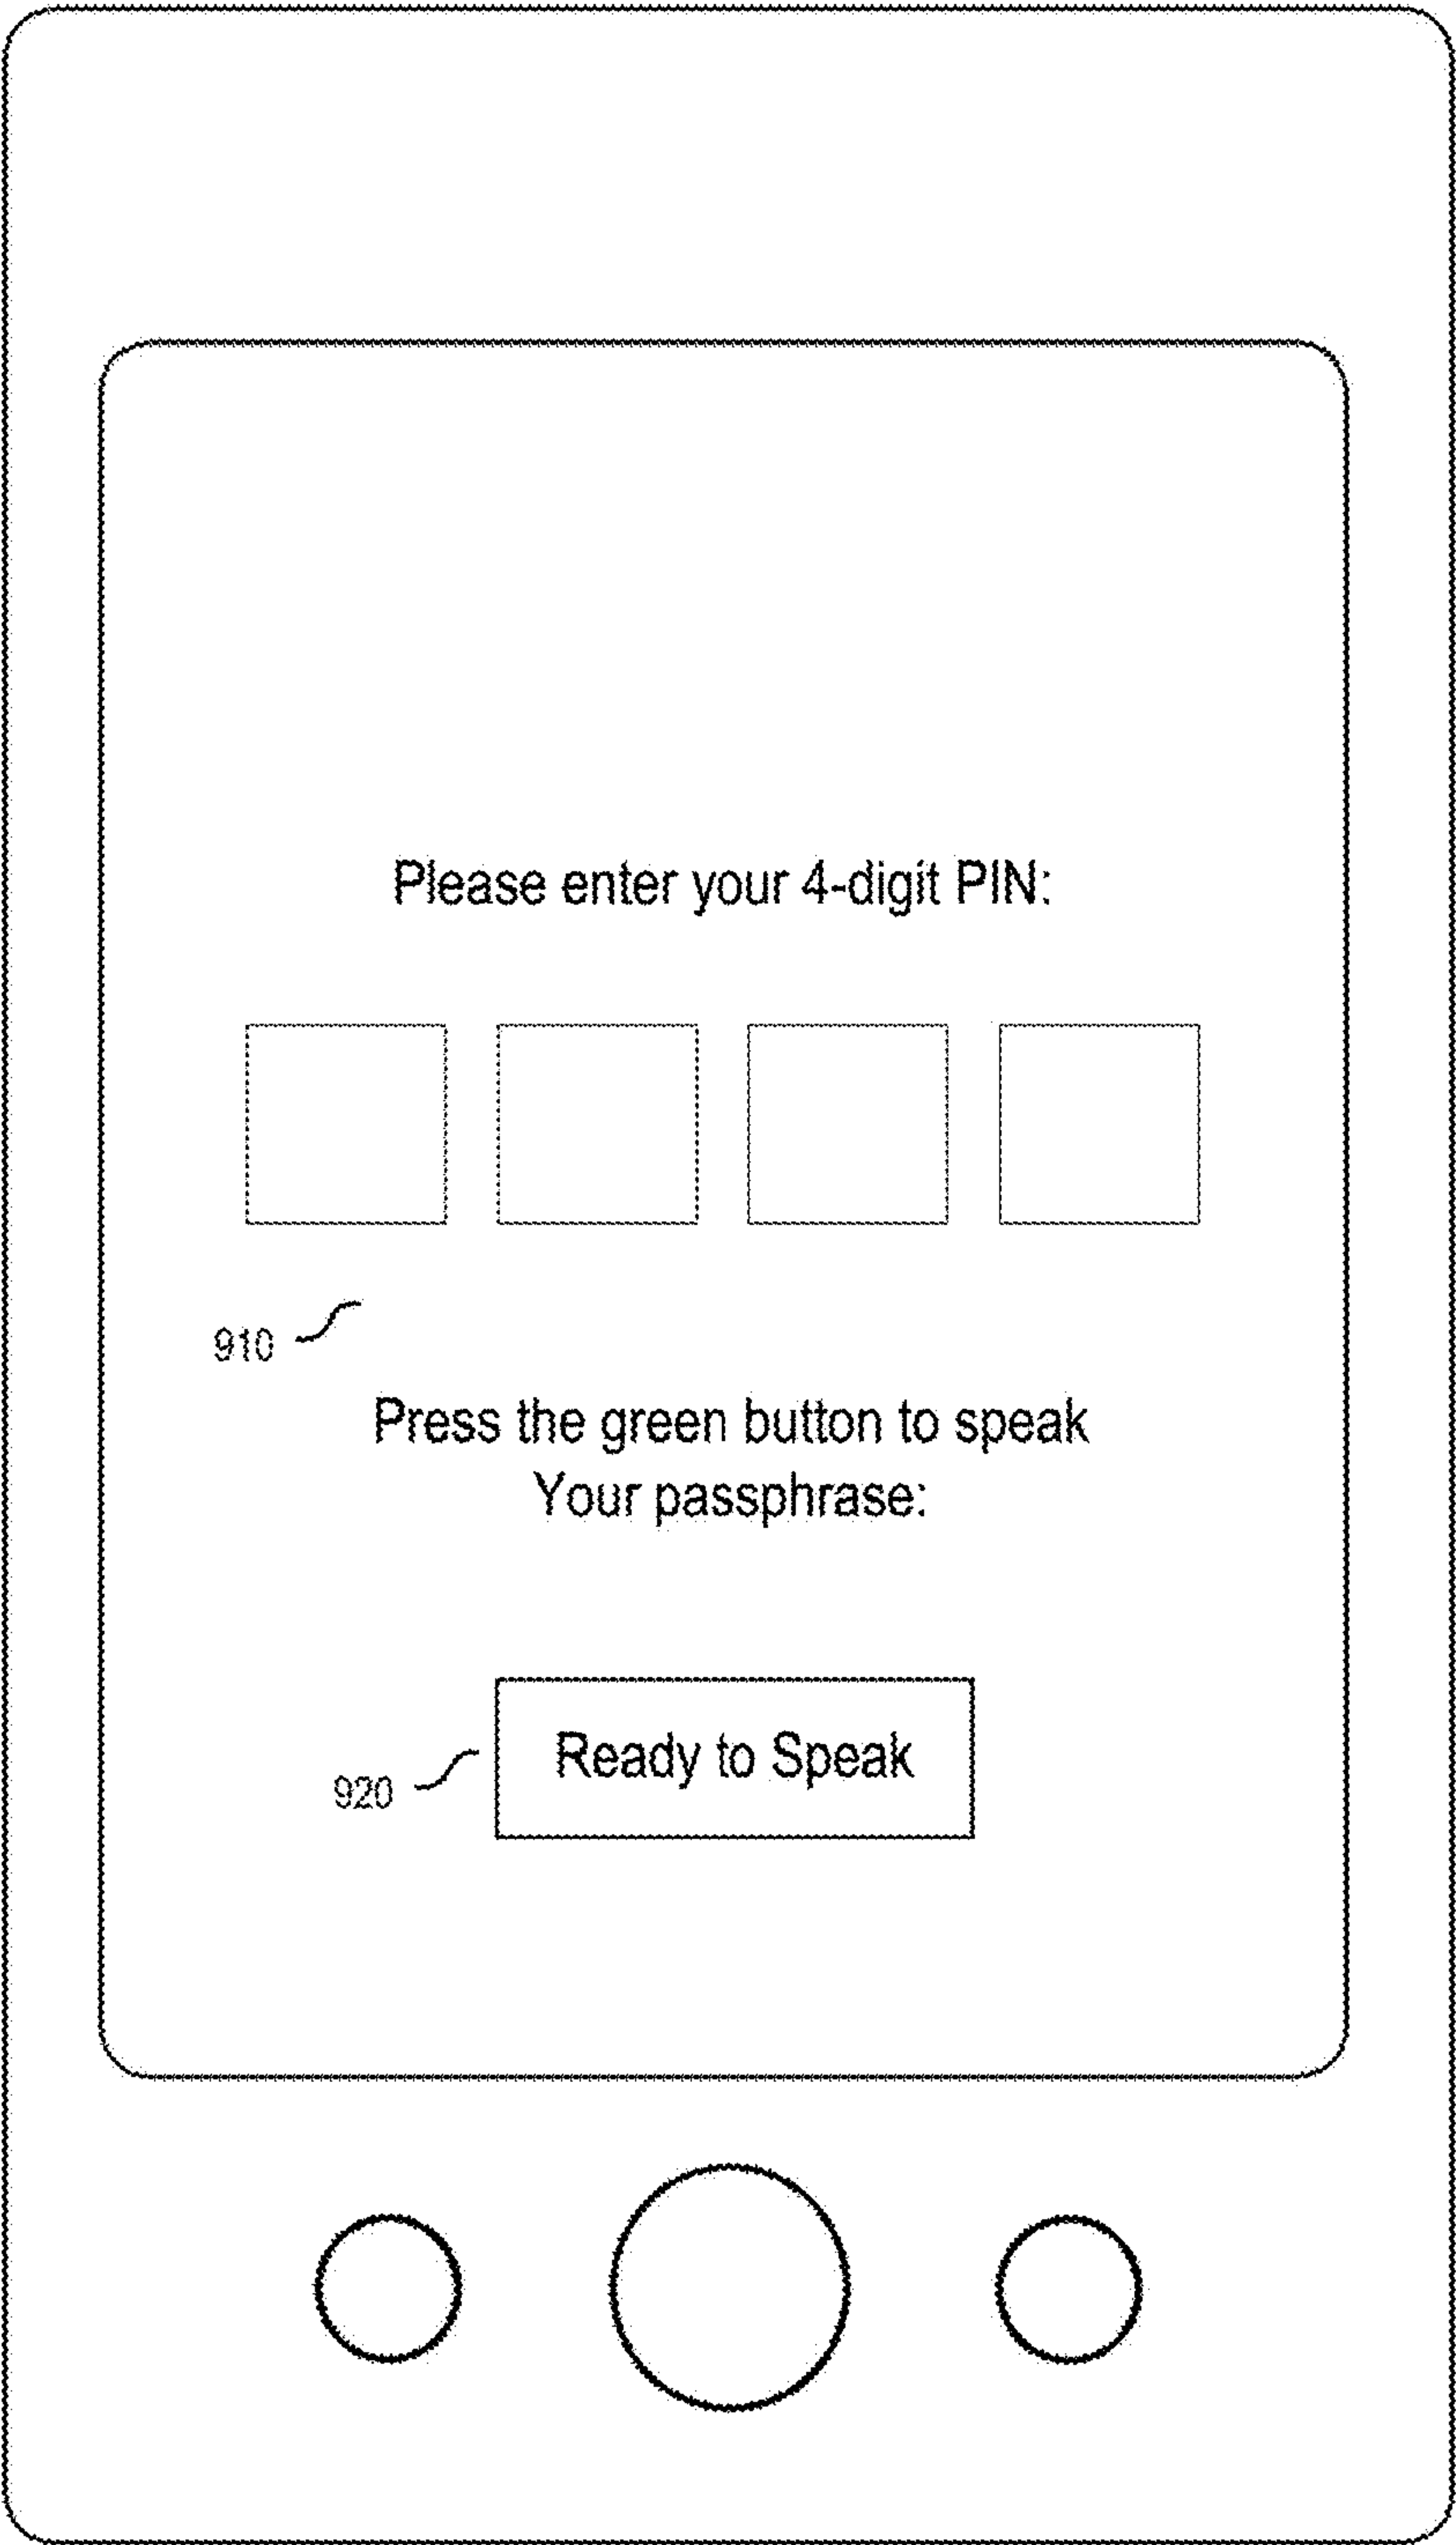 Please enter your 4-digit PIN:
910
Press the green button to speak
Your passphrase:
920
Ready to Speak